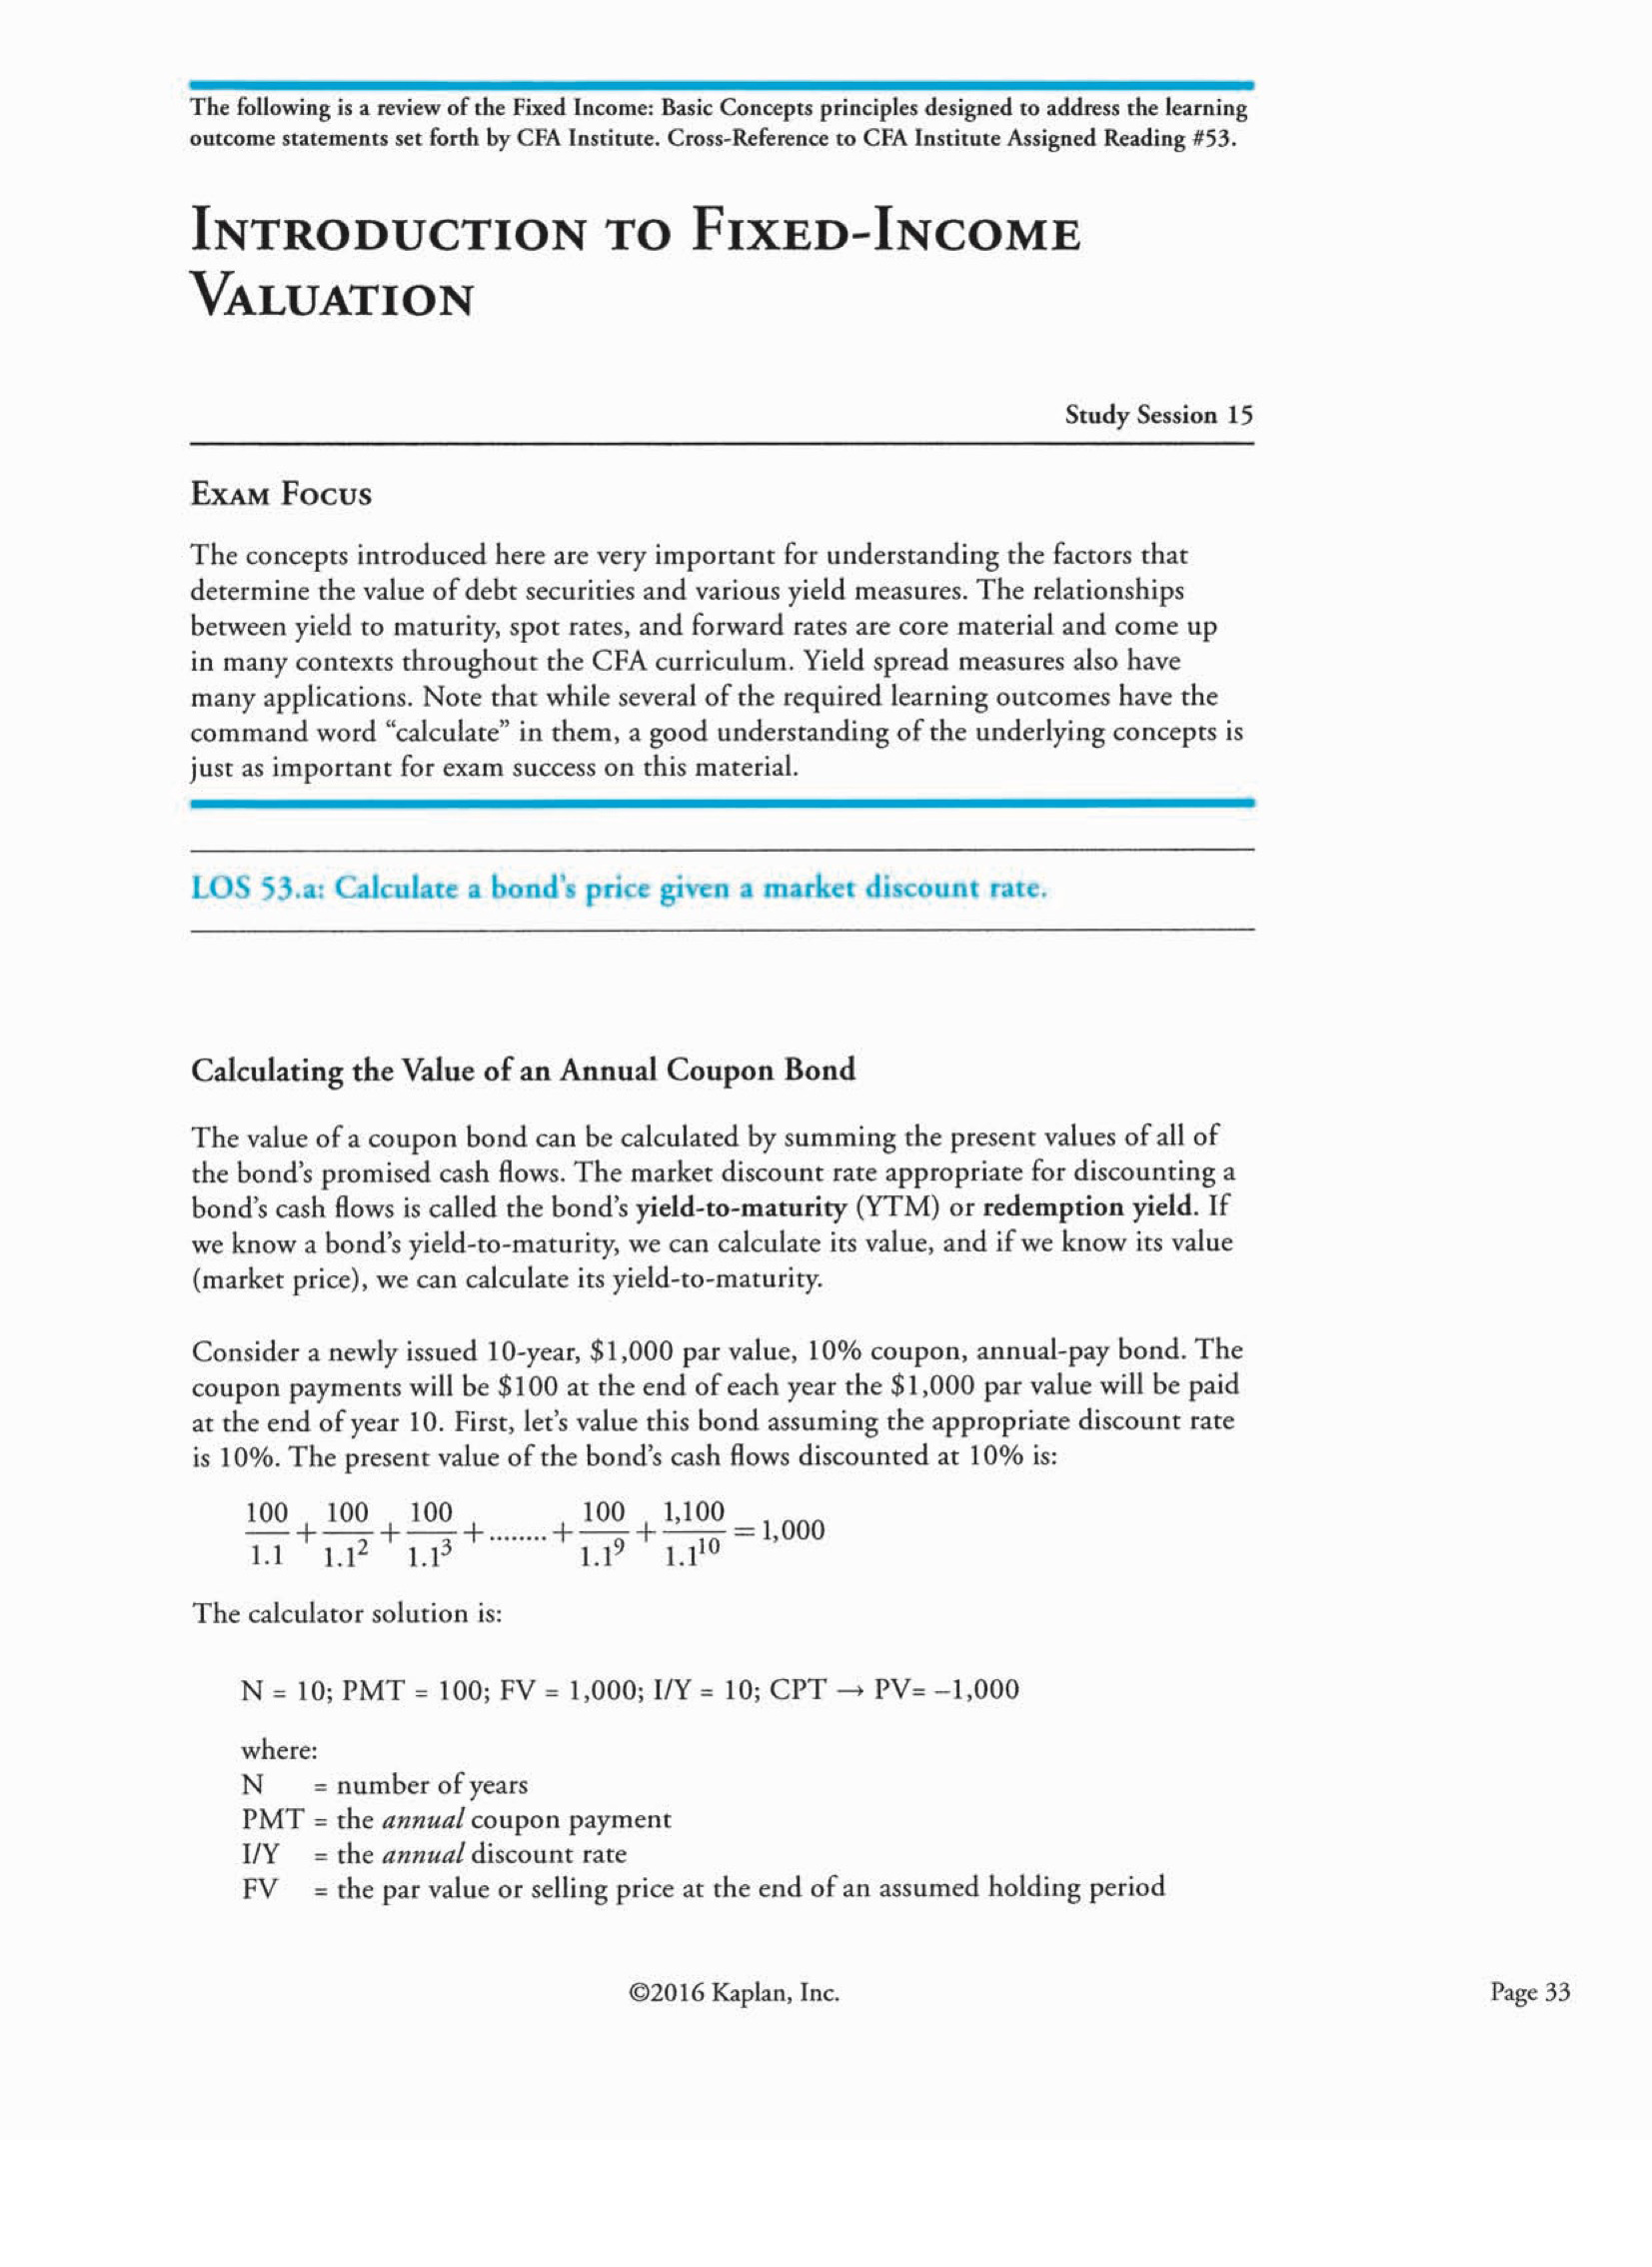 The following is a review of the Fixed Income: Basic Concepts principles designed to address the learning
outcome statements set forth by CFA Institute. Cross-Reference to CFA Institute Assigned Reading #53.
INTRODUCTION TO FIXED-INCOME
VALUATION
Study Session 15
EXAM FOCUS
The concepts introduced here are very important for understanding the factors that
determine the value of debt securities and various yield measures. The relationships
between yield to maturity, spot rates, and forward rates are core material and come up
in many contexts throughout the CFA curriculum. Yield spread measures also have
many applications. Note that while several of the required learning outcomes have the
command word “calculate” in them, a good understanding of the underlying concepts is
just as important for exam success on this material.
LOS 53.a: Calculate a bond’s price given a market discount rate.
Calculating the Value of an Annual Coupon Bond
The value of a coupon bond can be calculated by summing the present values of all of
the bond’s promised cash flows. The market discount rate appropriate for discounting a
bond’s cash flows is called the bond’s yield-to-maturity (YTM) or redemption yield. If
we know a bond’s yield-to-maturity, we can calculate its value, and if we know its value
(market price), we can calculate its yield-to-maturity.
Consider a newly issued 10-year, $1,000 par value, 10% coupon, annual-pay bond. The
coupon payments will be $100 at the end of each year the $1,000 par value will be paid
at the end of year 10. First, let’s value this bond assuming the appropriate discount rate
is 10%. The present value of the bond’s cash flows discounted at 10% is:
100/1.1 + 100/1.1² + 100/1.1³ + ........ + 100/1.1⁹ + 1,100/1.1¹⁰ = 1,000
The calculator solution is:
N = 10; PMT = 100; FV = 1,000; I/Y = 10; CPT → PV= –1,000
where:
N = number of years
PMT = the annual coupon payment
I/Y = the annual discount rate
FV = the par value or selling price at the end of an assumed holding period
©2016 Kaplan, Inc.
Page 33